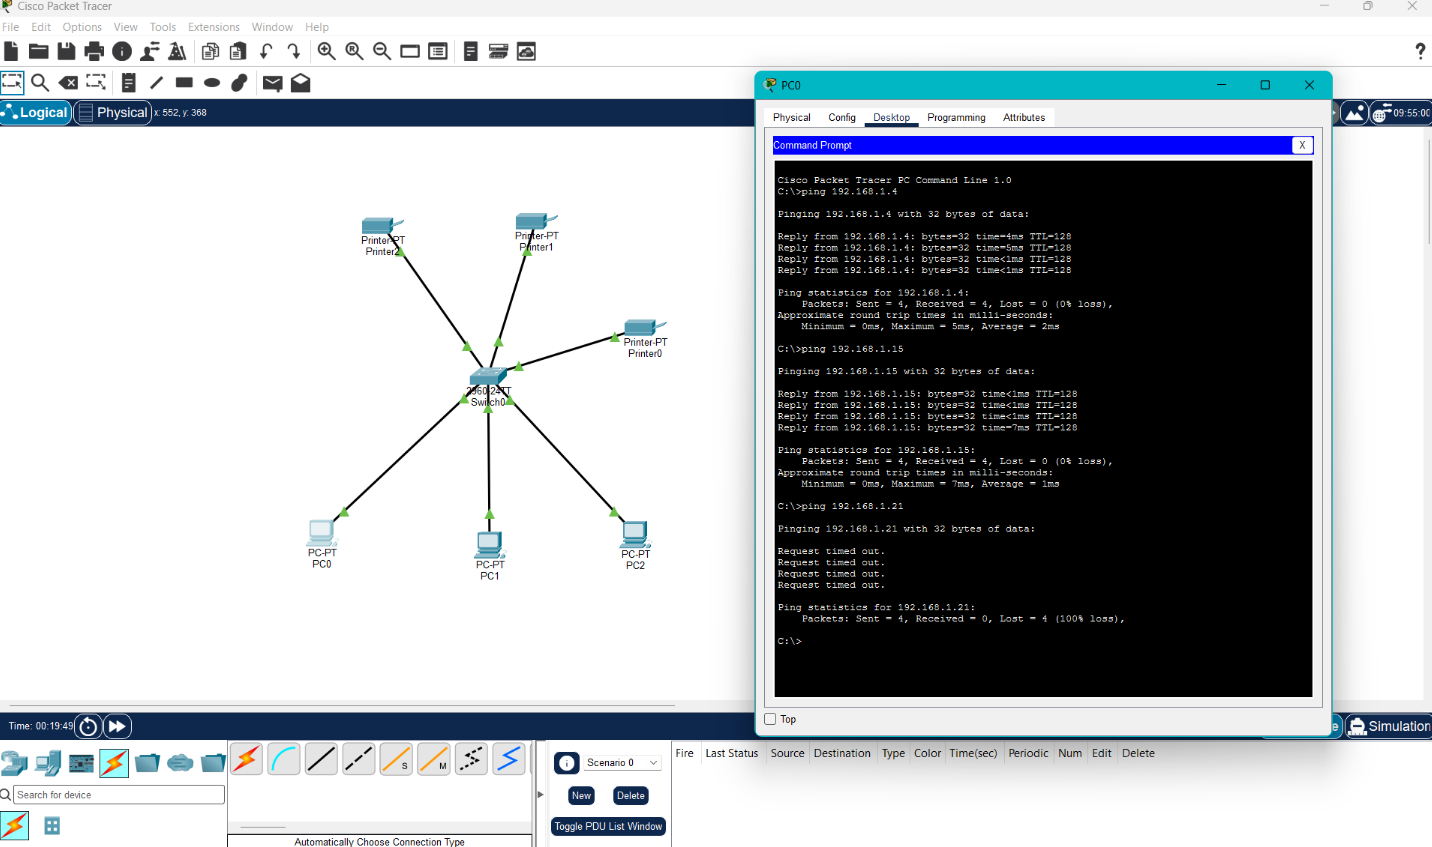 Cisco Packet Tracer
File Edit Options View Tools Extensions Window Help
?
Logical Physical x: 552, y: 368
09:55:00
Printer-PT
Printer2
Printer-PT
Printer1
Printer-PT
Printer0
2960-24TT
Switch0
PC-PT
PC0
PC-PT
PC1
PC-PT
PC2
PC0
Physical Config Desktop Programming Attributes
Command Prompt X
Cisco Packet Tracer PC Command Line 1.0
C:\>ping 192.168.1.4
Pinging 192.168.1.4 with 32 bytes of data:
Reply from 192.168.1.4: bytes=32 time=4ms TTL=128
Reply from 192.168.1.4: bytes=32 time=5ms TTL=128
Reply from 192.168.1.4: bytes=32 time<1ms TTL=128
Reply from 192.168.1.4: bytes=32 time<1ms TTL=128
Ping statistics for 192.168.1.4:
Packets: Sent = 4, Received = 4, Lost = 0 (0% loss),
Approximate round trip times in milli-seconds:
Minimum = 0ms, Maximum = 5ms, Average = 2ms
C:\>ping 192.168.1.15
Pinging 192.168.1.15 with 32 bytes of data:
Reply from 192.168.1.15: bytes=32 time<1ms TTL=128
Reply from 192.168.1.15: bytes=32 time<1ms TTL=128
Reply from 192.168.1.15: bytes=32 time<1ms TTL=128
Reply from 192.168.1.15: bytes=32 time=7ms TTL=128
Ping statistics for 192.168.1.15:
Packets: Sent = 4, Received = 4, Lost = 0 (0% loss),
Approximate round trip times in milli-seconds:
Minimum = 0ms, Maximum = 7ms, Average = 1ms
C:\>ping 192.168.1.21
Pinging 192.168.1.21 with 32 bytes of data:
Request timed out.
Request timed out.
Request timed out.
Request timed out.
Ping statistics for 192.168.1.21:
Packets: Sent = 4, Received = 0, Lost = 4 (100% loss),
C:\>
Top
Time: 00:19:49
Simulation
Search for device
S M
Automatically Choose Connection Type
Scenario 0
New Delete
Toggle PDU List Window
Fire Last Status Source Destination Type Color Time(sec) Periodic Num Edit Delete